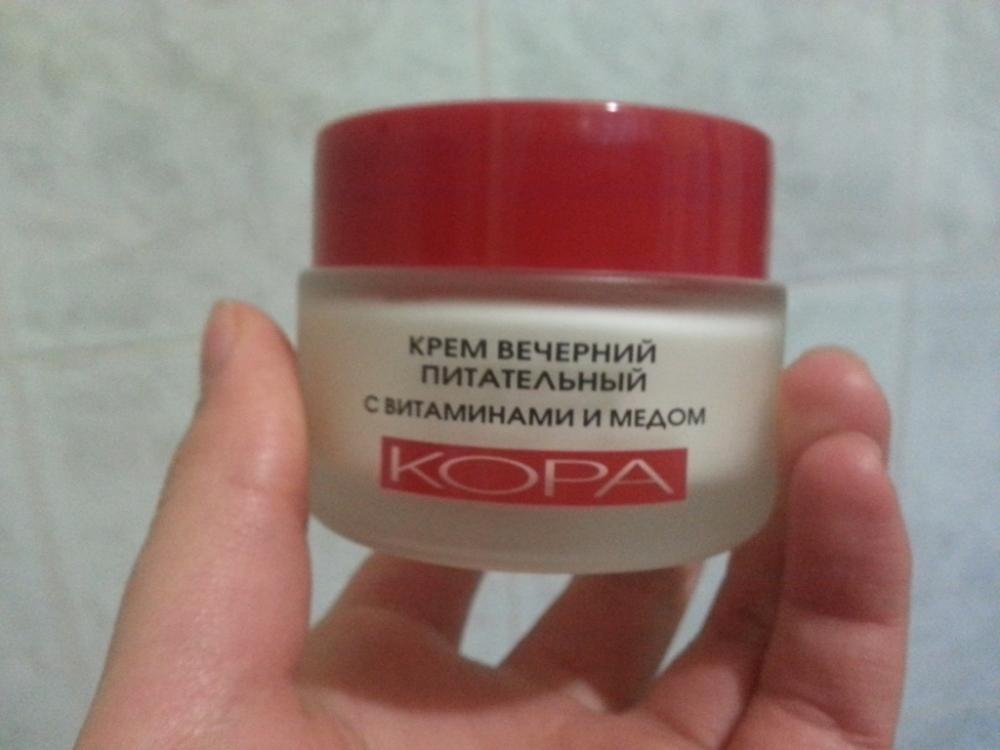 КРЕМ ВЕЧЕРНИЙ
ПИТАТЕЛЬНЫЙ
С ВИТАМИНАМИ И МЕДОМ
КОРА